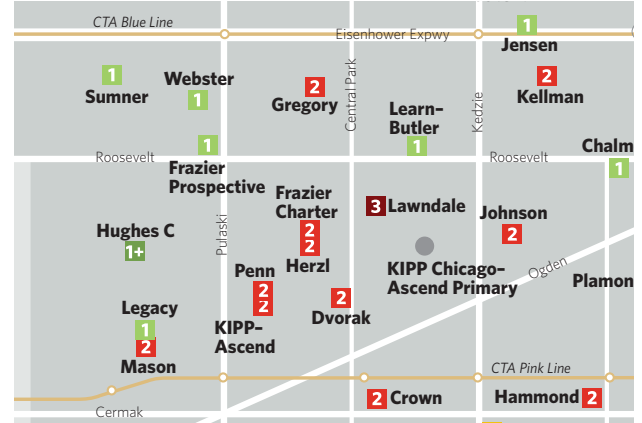 CTA Blue Line
Eisenhower Expwy
1
Jensen
1
Sumner
Webster
1
2
Gregory
Central Park
Learn–
Butler
1
Kedzie
2
Kellman
Roosevelt
1
Frazier
Prospective
Roosevelt
Chalm
1
Frazier
Charter
2
2
Herzl
3 Lawndale
Johnson
2
Hughes C
1+
Pulaski
KIPP Chicago–
Ascend Primary
Ogden
Plamon
Penn
2
2
KIPP–
Ascend
2
Dvorak
Legacy
1
2
Mason
CTA Pink Line
2 Crown
Hammond 2
Cermak